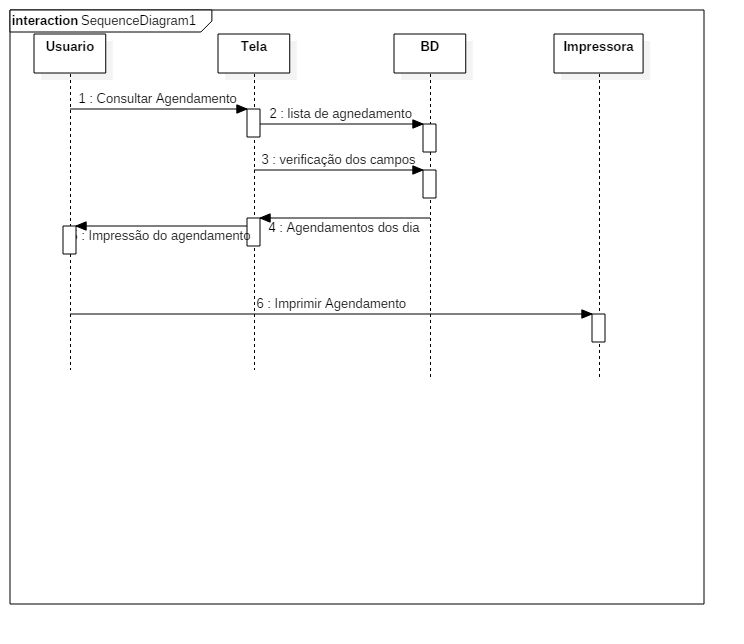 interaction SequenceDiagram1
Usuario
Tela
BD
Impressora
1 : Consultar Agendamento
2 : lista de agnedamento
3 : verificação dos campos
4 : Agendamentos dos dia
: Impressão do agendamento
6 : Imprimir Agendamento